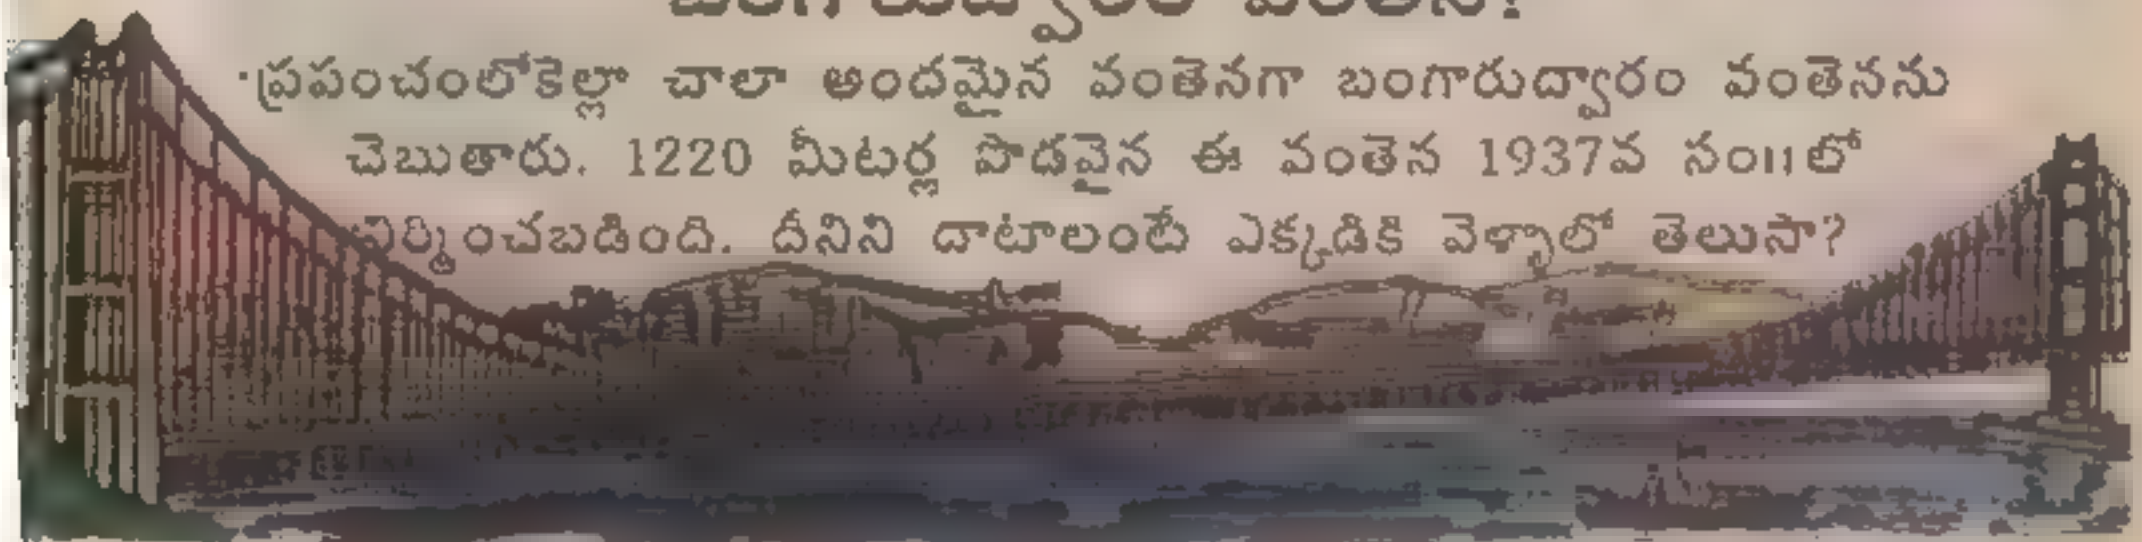 బంగారుద్వారం వంతెన?
ప్రపంచంలోకెల్లా చాలా అందమైన వంతెనగా బంగారుద్వారం వంతెనను
చెబుతారు. 1220 మీటర్ల పొడవైన ఈ వంతెన 1937వ సం॥లో
నిర్మించబడింది. దీనిని దాటాలంటే ఎక్కడికి వెళ్ళాలో తెలుసా?